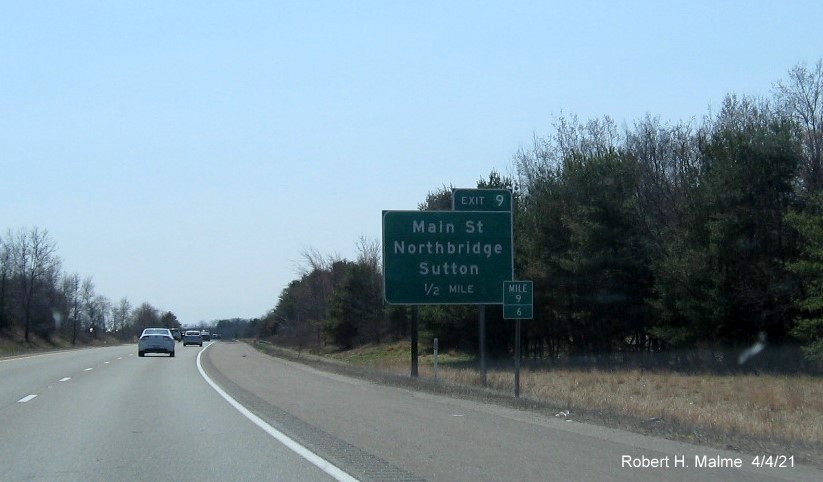 EXIT 9
Main St
Northbridge
Sutton
1/2 MILE
MILE
9
.6
Robert H. Malme 4/4/21